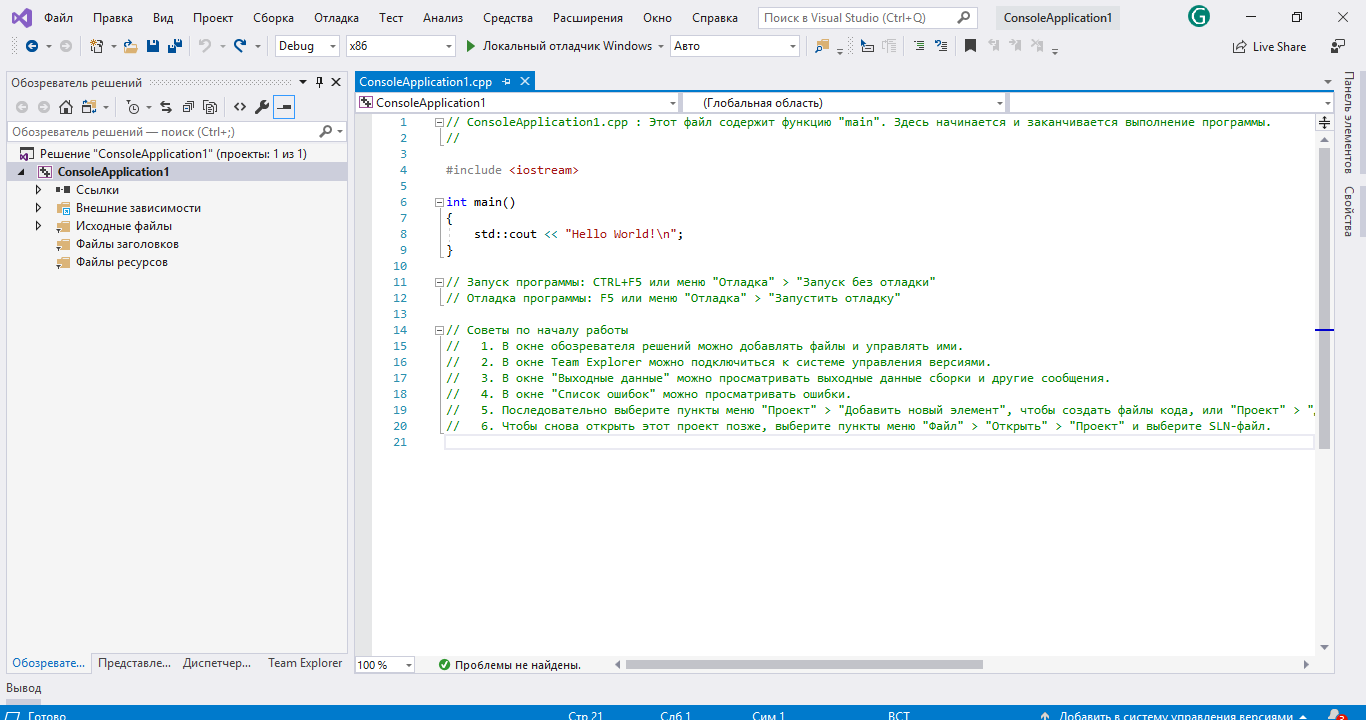 Файл Правка Вид Проект Сборка Отладка Тест Анализ Средства Расширения Окно Справка Поиск в Visual Studio (Ctrl+Q) ConsoleApplication1 G
Debug x86 Локальный отладчик Windows Авто Live Share
Обозреватель решений
Обозреватель решений — поиск (Ctrl+;)
Решение "ConsoleApplication1" (проекты: 1 из 1)
ConsoleApplication1
Ссылки
Внешние зависимости
Исходные файлы
Файлы заголовков
Файлы ресурсов
Обозревате... Представле... Диспетчер... Team Explorer
ConsoleApplication1.cpp
ConsoleApplication1 (Глобальная область)
1 // ConsoleApplication1.cpp : Этот файл содержит функцию "main". Здесь начинается и заканчивается выполнение программы.
2 //
3
4 #include <iostream>
5
6 int main()
7 {
8 std::cout << "Hello World!\n";
9 }
10
11 // Запуск программы: CTRL+F5 или меню "Отладка" > "Запуск без отладки"
12 // Отладка программы: F5 или меню "Отладка" > "Запустить отладку"
13
14 // Советы по началу работы
15 //   1. В окне обозревателя решений можно добавлять файлы и управлять ими.
16 //   2. В окне Team Explorer можно подключиться к системе управления версиями.
17 //   3. В окне "Выходные данные" можно просматривать выходные данные сборки и другие сообщения.
18 //   4. В окне "Список ошибок" можно просматривать ошибки.
19 //   5. Последовательно выберите пункты меню "Проект" > "Добавить новый элемент", чтобы создать файлы кода, или "Проект" > "
20 //   6. Чтобы снова открыть этот проект позже, выберите пункты меню "Файл" > "Открыть" > "Проект" и выберите SLN-файл.
21
100 % Проблемы не найдены.
Панель элементов
Свойства
Вывод
Готово Стр 21 Слб 1 Сим 1 ВСТ Добавить в систему управления версиями